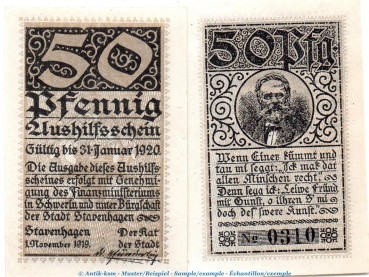 50
Pfennig
Aushilfsschein
Gültig bis 31. Januar 1920.
Die Ausgabe dieses Aushilfs-
scheines erfolgt mit Genehmi-
gung des Finanzministeriums
in Schwerin und unter Bürgschaft
der Stadt Stavenhagen.
Stavenhagen Der Rat
1. November 1919. der Stadt
50 Pfg.
Wenn Einer kümmt und
tau mi seggt: Ick mak dat
allen Minschen recht!
Denn segg ick: Leiwe Fründ
mit Gunst, o lihren S' mi
doch des' swere Kunst.
No 0310
© Antik-kom - Muster/Beispiel - Sample/exemple - Échantillon/exemple